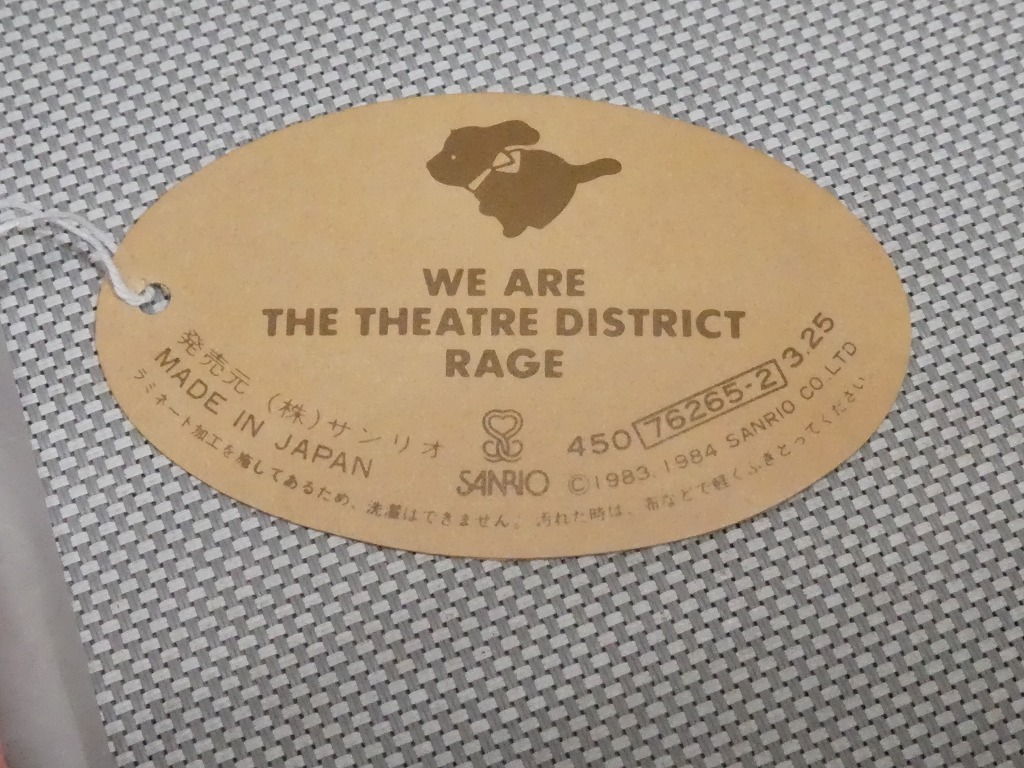 WE ARE
THE THEATRE DISTRICT
RAGE
発売元 (株)サンリオ
MADE IN JAPAN
SANRIO
450 76265-2 3.25
©1983,1984 SANRIO CO.,LTD
ラミネート加工を施してあるため、洗濯はできません。汚れた時は、布などで軽くふきとってください。